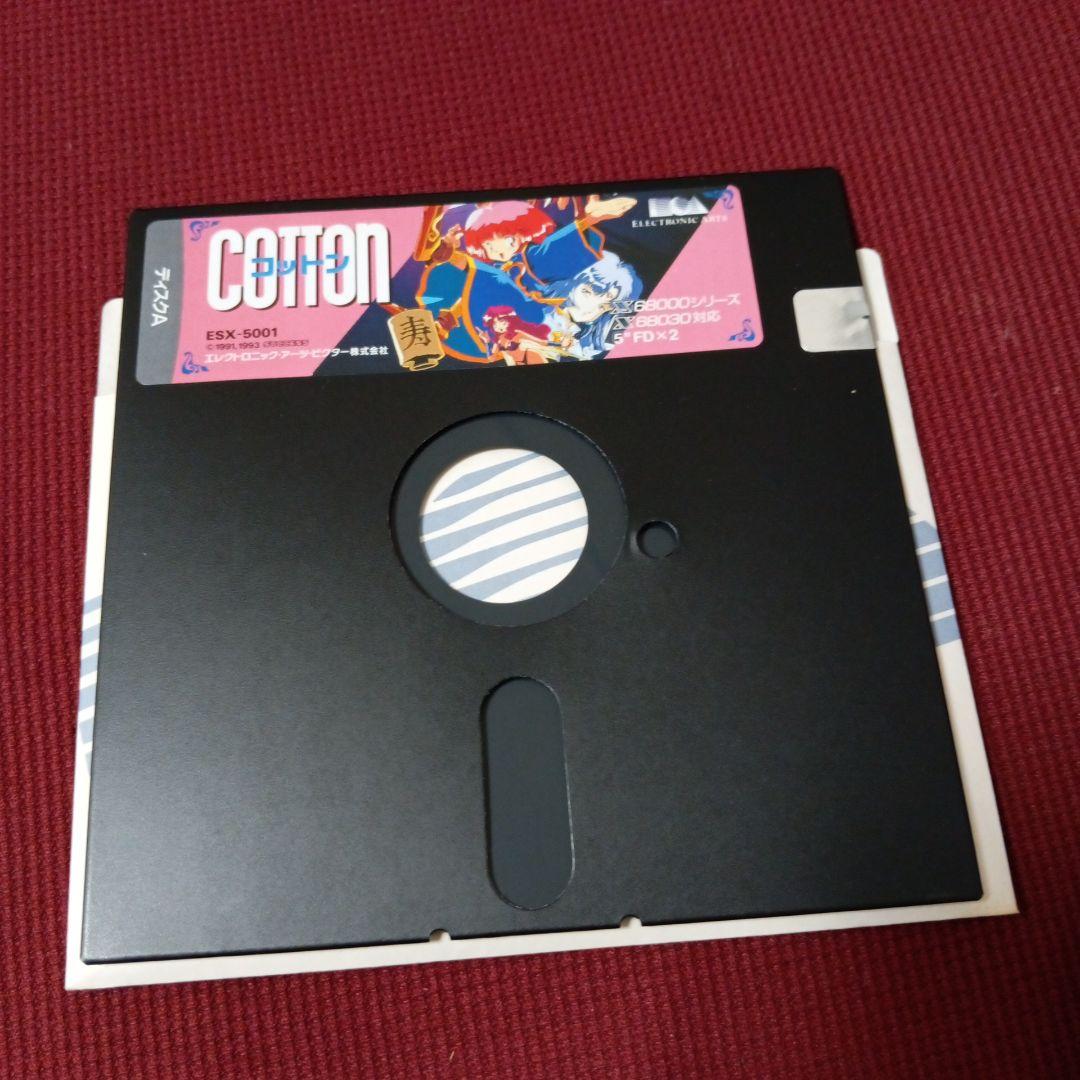 ディスクA
COTTON
コットン
ESX-5001
©1991,1993 SUCCESS
エレクトロニック・アーツ・ビクター株式会社
寿
ELECTRONIC ARTS
X68000シリーズ
X68030対応
5"FD×2